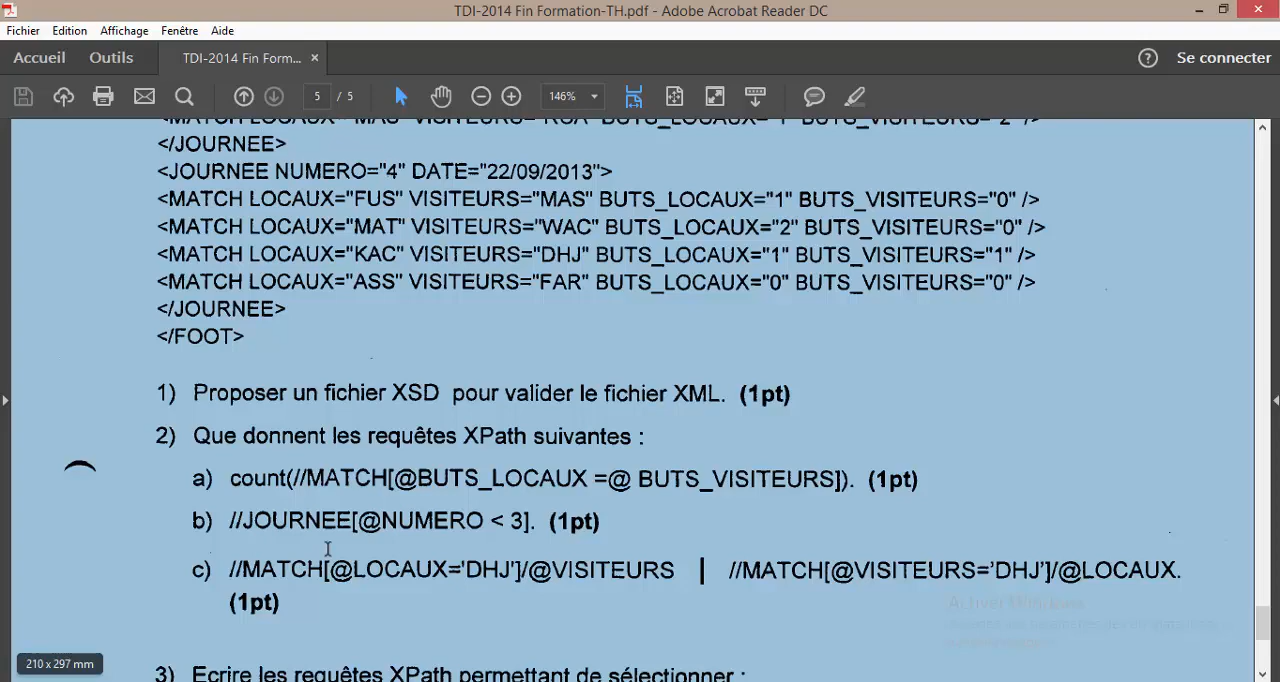 TDI-2014 Fin Formation-TH.pdf - Adobe Acrobat Reader DC
Fichier Edition Affichage Fenêtre Aide
Accueil Outils TDI-2014 Fin Form... × Se connecter
5 / 5 146%
</JOURNEE>
<JOURNEE NUMERO="4" DATE="22/09/2013">
<MATCH LOCAUX="FUS" VISITEURS="MAS" BUTS_LOCAUX="1" BUTS_VISITEURS="0" />
<MATCH LOCAUX="MAT" VISITEURS="WAC" BUTS_LOCAUX="2" BUTS_VISITEURS="0" />
<MATCH LOCAUX="KAC" VISITEURS="DHJ" BUTS_LOCAUX="1" BUTS_VISITEURS="1" />
<MATCH LOCAUX="ASS" VISITEURS="FAR" BUTS_LOCAUX="0" BUTS_VISITEURS="0" />
</JOURNEE>
</FOOT>
1) Proposer un fichier XSD pour valider le fichier XML. (1pt)
2) Que donnent les requêtes XPath suivantes :
a) count(//MATCH[@BUTS_LOCAUX =@ BUTS_VISITEURS]). (1pt)
b) //JOURNEE[@NUMERO < 3]. (1pt)
c) //MATCH[@LOCAUX='DHJ']/@VISITEURS | //MATCH[@VISITEURS='DHJ']/@LOCAUX.
(1pt)
Activer Windows
210 x 297 mm
3) Ecrire les requêtes XPath permettant de sélectionner :